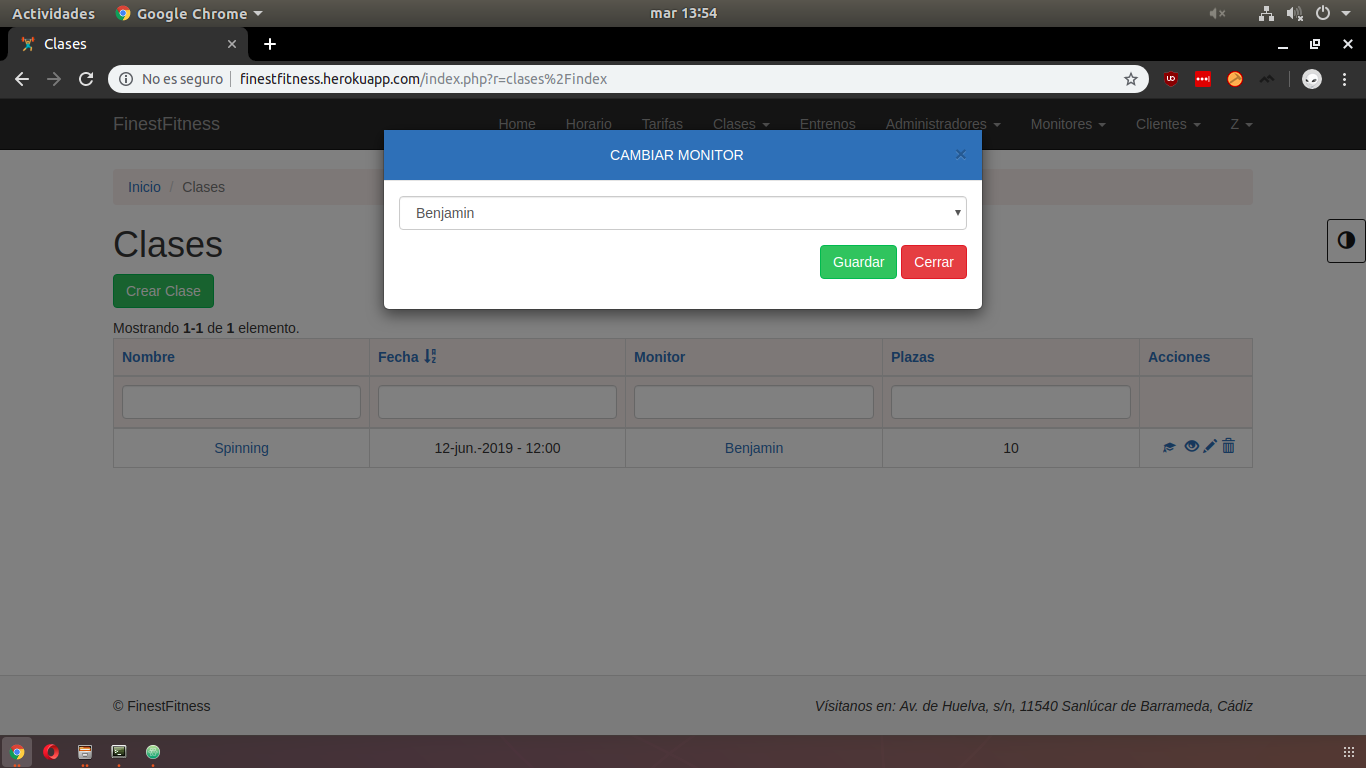 Actividades Google Chrome mar 13:54
Clases
No es seguro finestfitness.herokuapp.com/index.php?r=clases%2Findex
FinestFitness Home Horario Tarifas Clases Entrenos Administradores Monitores Clientes Z
CAMBIAR MONITOR ×
Inicio / Clases
Benjamin
Clases
Guardar Cerrar
Crear Clase
Mostrando 1-1 de 1 elemento.
Nombre Fecha Monitor Plazas Acciones
Spinning 12-jun.-2019 - 12:00 Benjamin 10
© FinestFitness Vísitanos en: Av. de Huelva, s/n, 11540 Sanlúcar de Barrameda, Cádiz